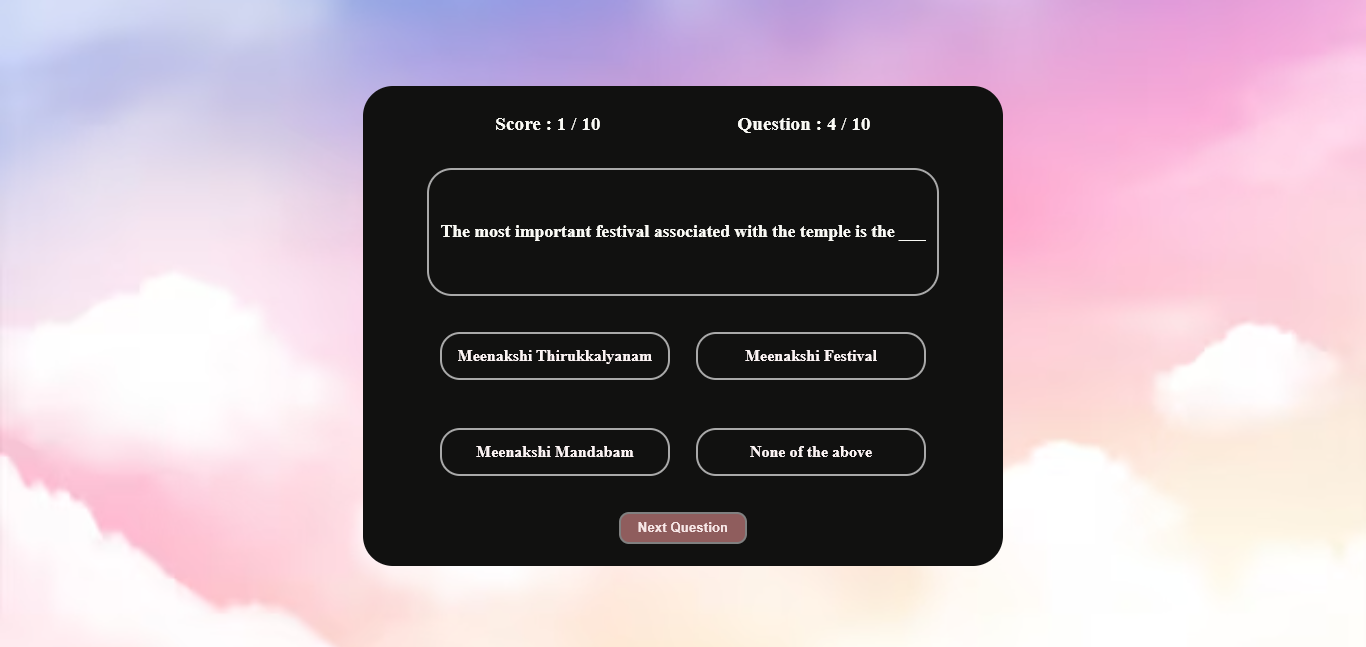 Score : 1 / 10
Question : 4 / 10
The most important festival associated with the temple is the ___
Meenakshi Thirukkalyanam
Meenakshi Festival
Meenakshi Mandabam
None of the above
Next Question